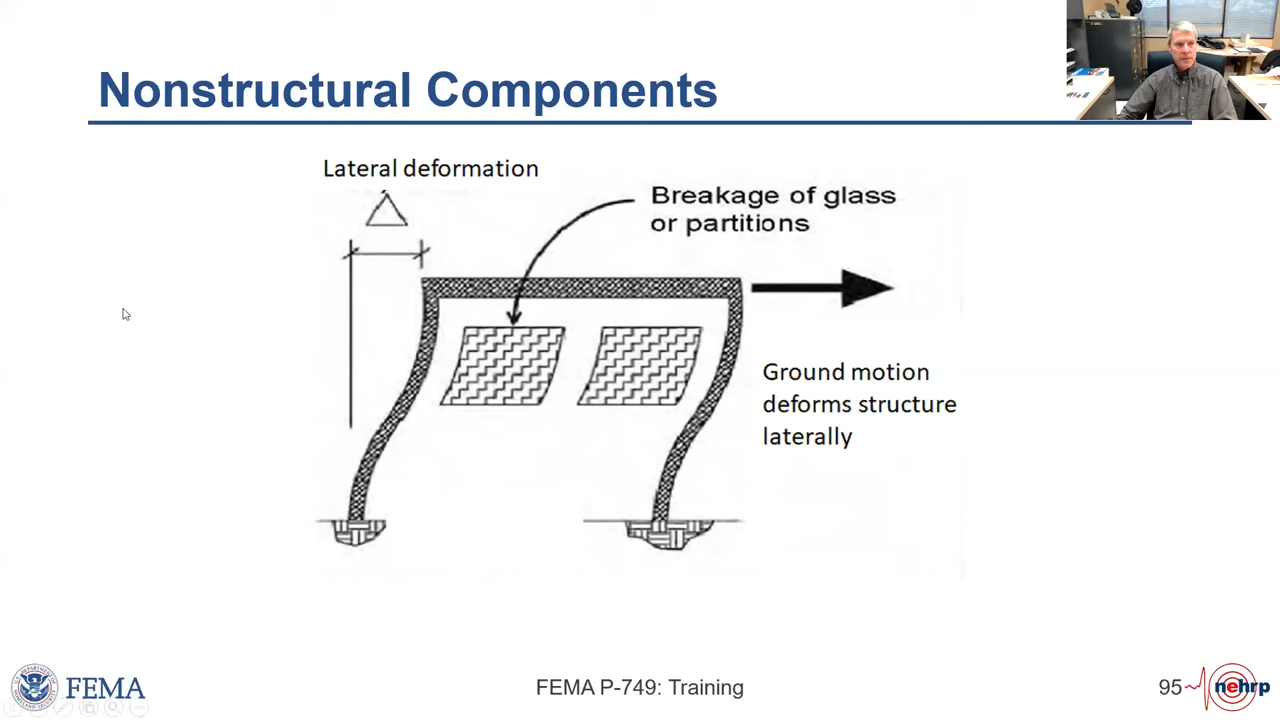 Nonstructural Components
Lateral deformation
Breakage of glass
or partitions
Ground motion
deforms structure
laterally
FEMA
FEMA P-749: Training
95
nehrp